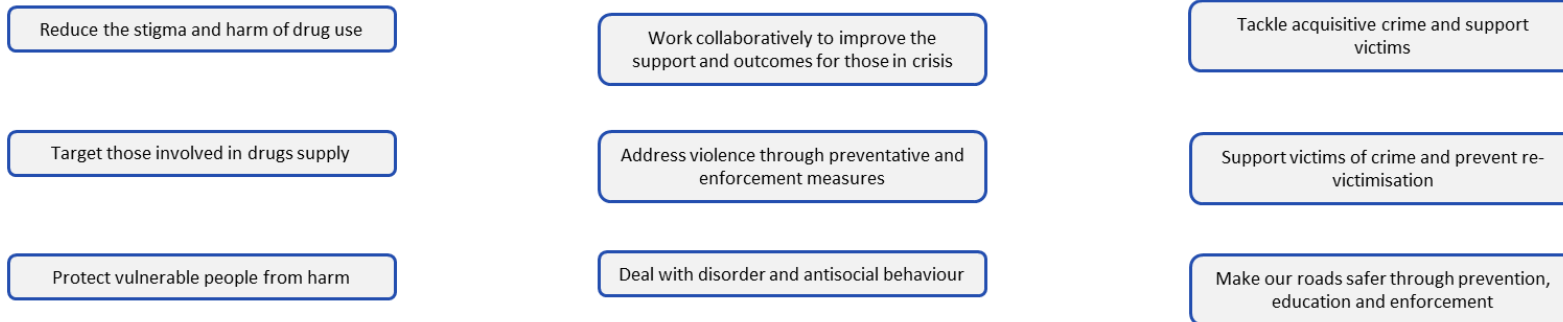 Reduce the stigma and harm of drug use
Work collaboratively to improve the
support and outcomes for those in crisis
Tackle acquisitive crime and support
victims
Target those involved in drugs supply
Address violence through preventative and
enforcement measures
Support victims of crime and prevent re-
victimisation
Protect vulnerable people from harm
Deal with disorder and antisocial behaviour
Make our roads safer through prevention,
education and enforcement